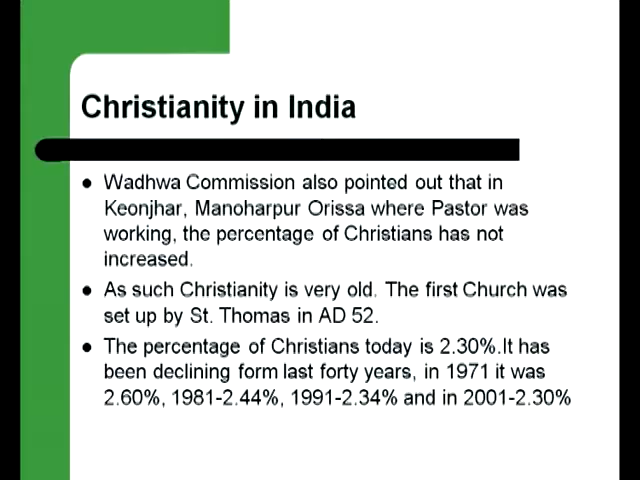 Christianity in India
Wadhwa Commission also pointed out that in
Keonjhar, Manoharpur Orissa where Pastor was
working, the percentage of Christians has not
increased.
As such Christianity is very old. The first Church was
set up by St. Thomas in AD 52.
The percentage of Christians today is 2.30%.It has
been declining form last forty years, in 1971 it was
2.60%, 1981-2.44%, 1991-2.34% and in 2001-2.30%